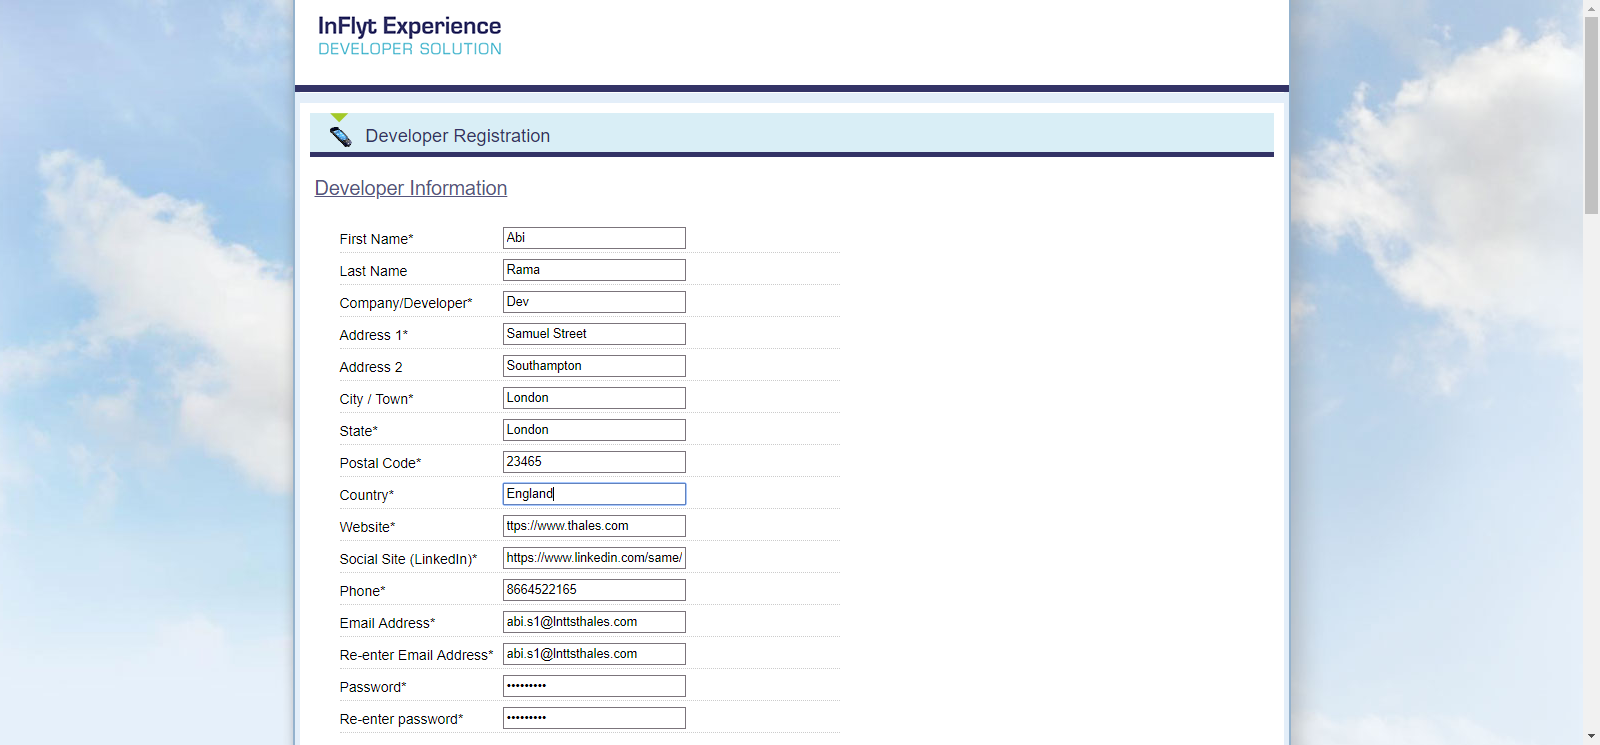 InFlyt Experience
DEVELOPER SOLUTION
Developer Registration
Developer Information
First Name* Abi
Last Name Rama
Company/Developer* Dev
Address 1* Samuel Street
Address 2 Southampton
City / Town* London
State* London
Postal Code* 23465
Country* England
Website* ttps://www.thales.com
Social Site (LinkedIn)* https://www.linkedin.com/same/
Phone* 8664522165
Email Address* abi.s1@lnttsthales.com
Re-enter Email Address* abi.s1@lnttsthales.com
Password* •••••••••
Re-enter password* •••••••••